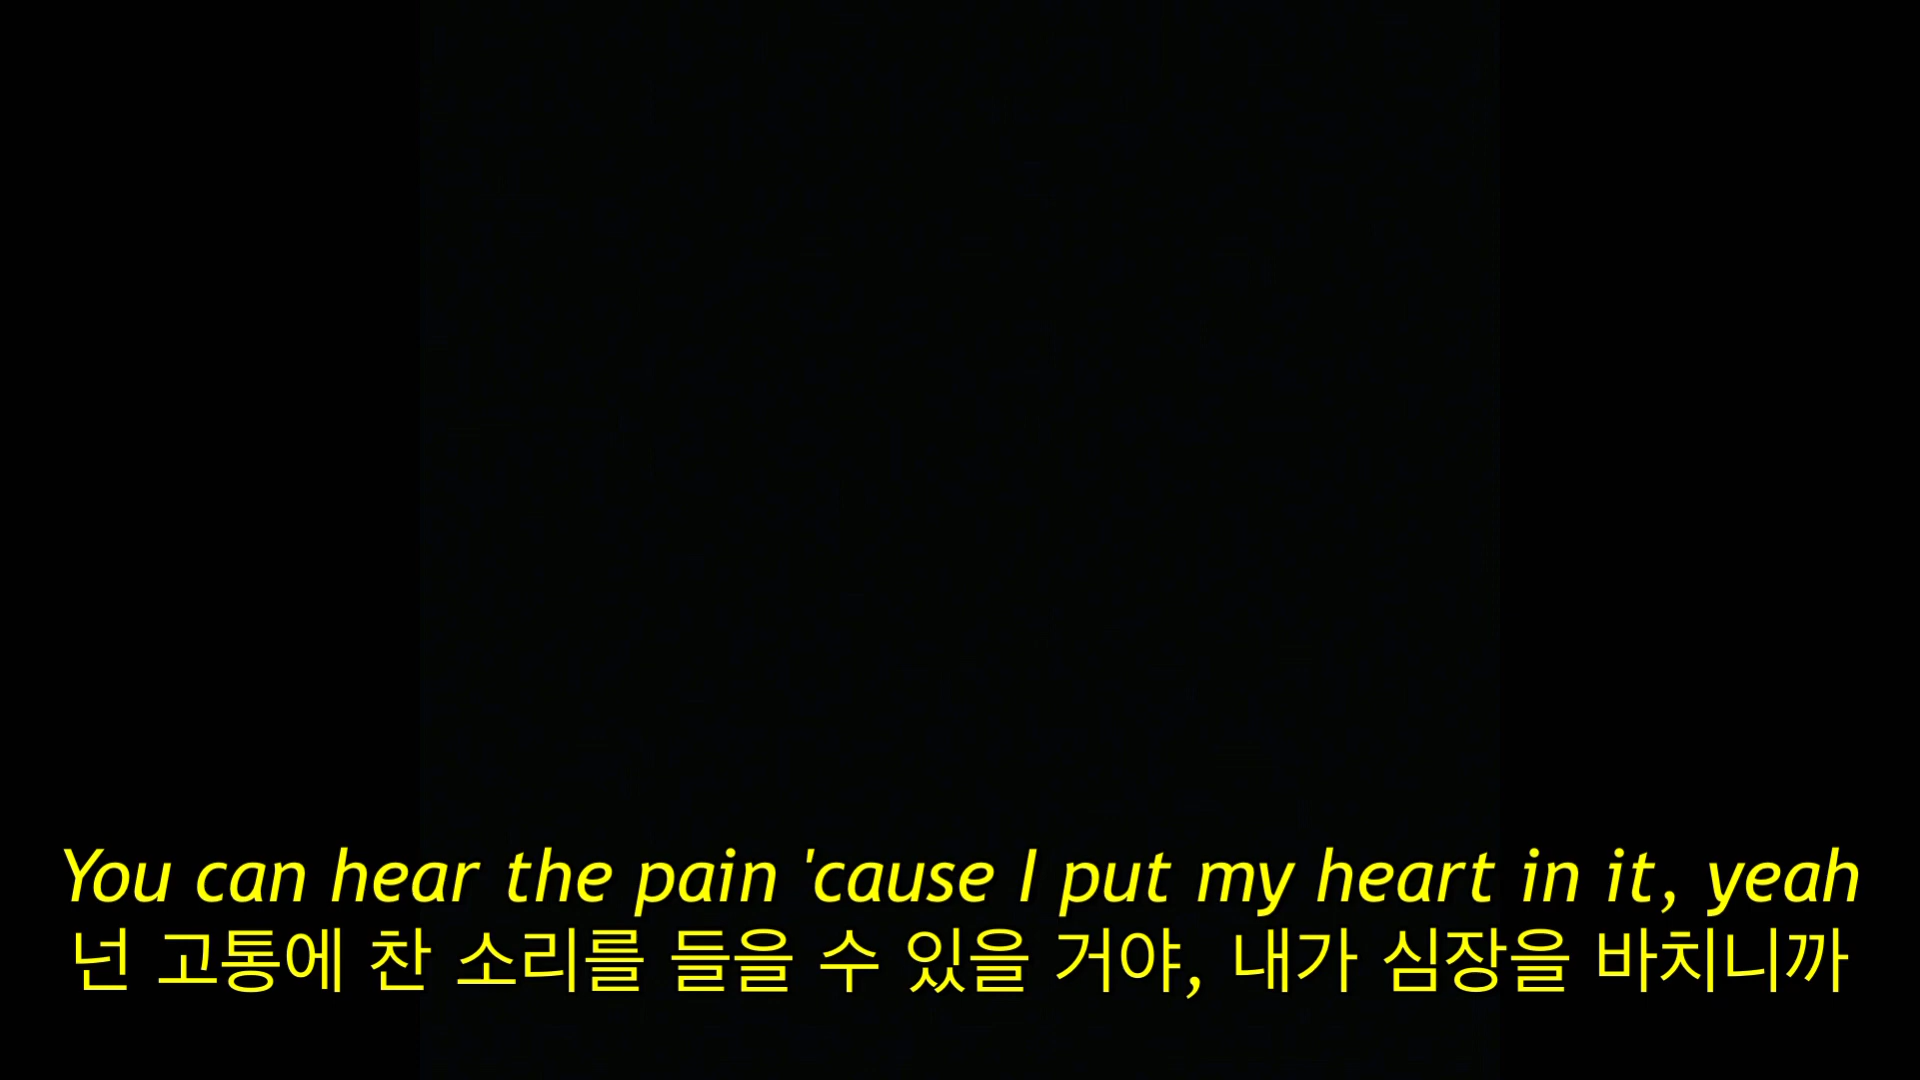 You can hear the pain 'cause I put my heart in it, yeah
넌 고통에 찬 소리를 들을 수 있을 거야, 내가 심장을 바치니까